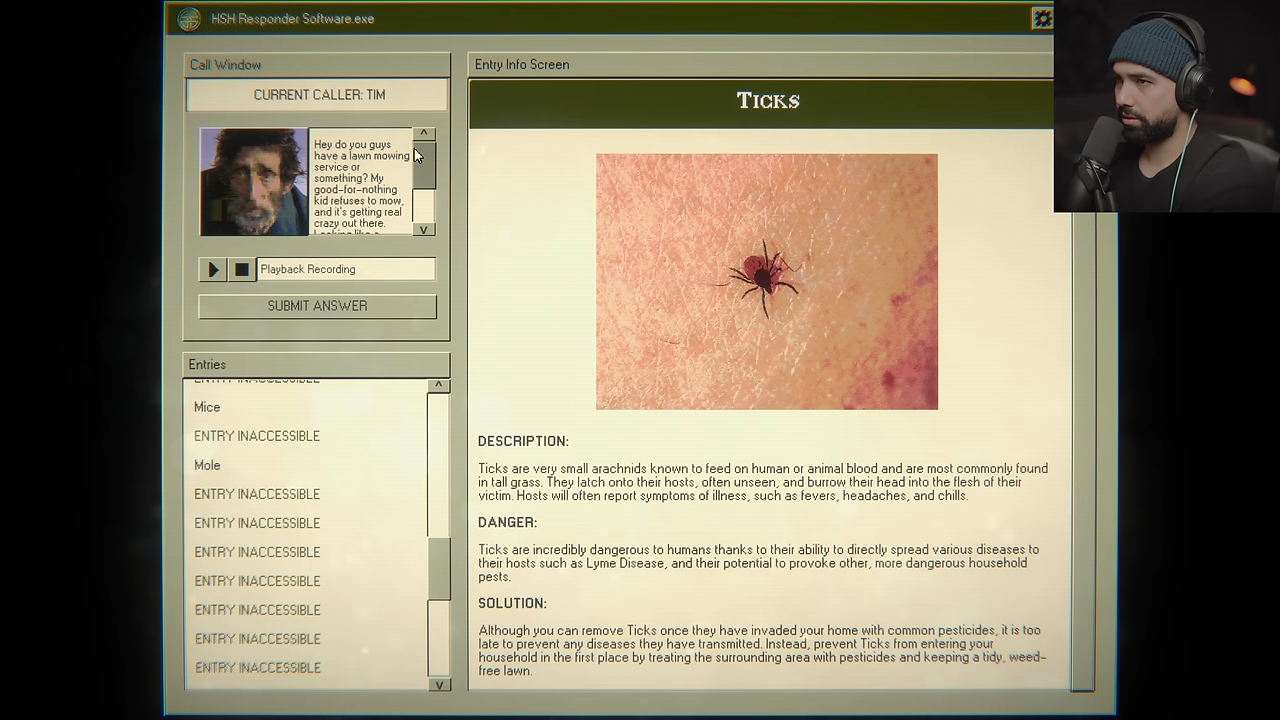 HSH Responder Software.exe
Call Window
CURRENT CALLER: TIM
Hey do you guys
have a lawn mowing
service or
something? My
good-for-nothing
kid refuses to mow,
and it's getting real
crazy out there.
Looking like a
Playback Recording
SUBMIT ANSWER
Entries
ENTRY INACCESSIBLE
Mice
ENTRY INACCESSIBLE
Mole
ENTRY INACCESSIBLE
ENTRY INACCESSIBLE
ENTRY INACCESSIBLE
ENTRY INACCESSIBLE
ENTRY INACCESSIBLE
ENTRY INACCESSIBLE
ENTRY INACCESSIBLE
Entry Info Screen
TICKS
DESCRIPTION:
Ticks are very small arachnids known to feed on human or animal blood and are most commonly found
in tall grass. They latch onto their hosts, often unseen, and burrow their head into the flesh of their
victim. Hosts will often report symptoms of illness, such as fevers, headaches, and chills.
DANGER:
Ticks are incredibly dangerous to humans thanks to their ability to directly spread various diseases to
their hosts such as Lyme Disease, and their potential to provoke other, more dangerous household
pests.
SOLUTION:
Although you can remove Ticks once they have invaded your home with common pesticides, it is too
late to prevent any diseases they have transmitted. Instead, prevent Ticks from entering your
household in the first place by treating the surrounding area with pesticides and keeping a tidy, weed-
free lawn.